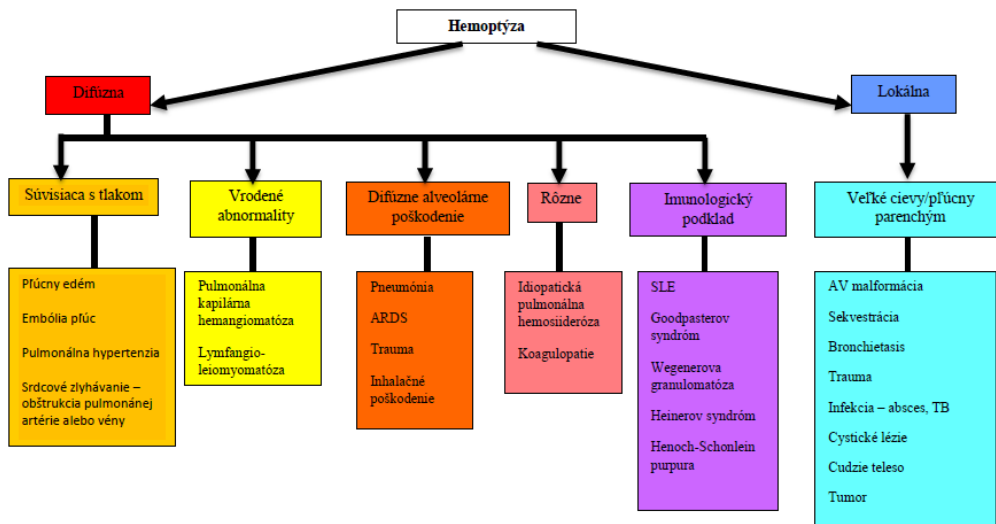 Hemoptýza
Difúzna
Lokálna
Súvisiaca s tlakom
Vrodené
abnormality
Difúzne alveolárne
poškodenie
Rôzne
Imunologický
podklad
Veľké cievy/pľúcny
parenchým
Pľúcny edém
Embólia pľuc
Pulmonálna hypertenzia
Srdcové zlyhávanie –
obštrukcia pulmonánej
artérie alebo vény
Pulmonálna
kapilárna
hemangiomatóza
Lymfangio-
leiomyomatóza
Pneumónia
ARDS
Trauma
Inhalačné
poškodenie
Idiopatická
pulmonálna
hemosiideróza
Koagulopatie
SLE
Goodpasterov
syndróm
Wegenerova
granulomatóza
Heinerov syndróm
Henoch-Schonlein
purpura
AV malformácia
Sekvestrácia
Bronchietasis
Trauma
Infekcia – absces, TB
Cystické lézie
Cudzie teleso
Tumor